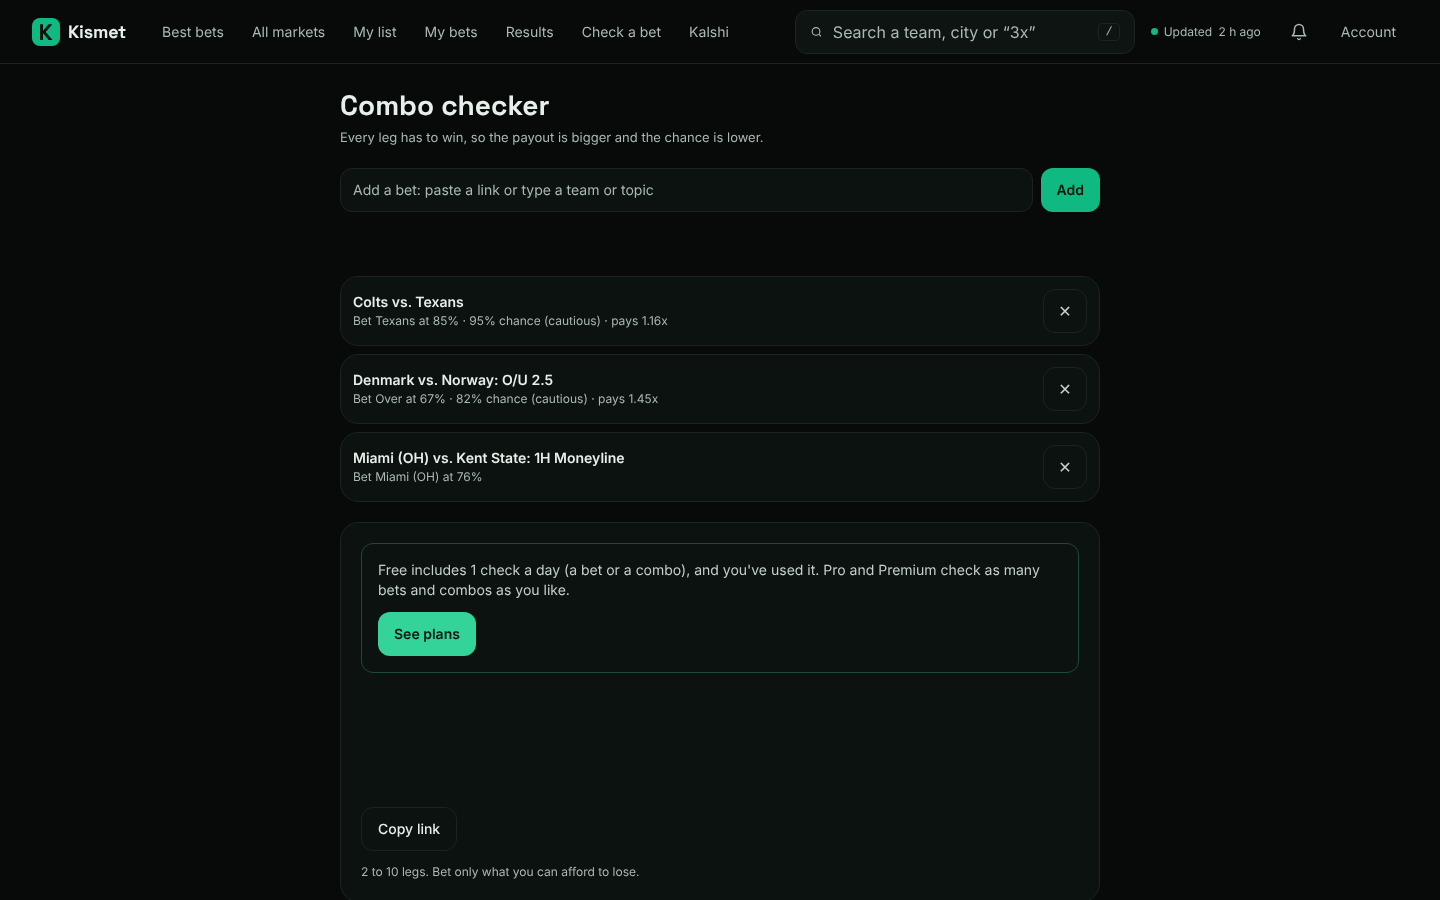 K Kismet Best bets All markets My list My bets Results Check a bet Kalshi Search a team, city or “3x” / Updated 2 h ago Account
Combo checker
Every leg has to win, so the payout is bigger and the chance is lower.
Add a bet: paste a link or type a team or topic Add
Colts vs. Texans
Bet Texans at 85% · 95% chance (cautious) · pays 1.16x
Denmark vs. Norway: O/U 2.5
Bet Over at 67% · 82% chance (cautious) · pays 1.45x
Miami (OH) vs. Kent State: 1H Moneyline
Bet Miami (OH) at 76%
Free includes 1 check a day (a bet or a combo), and you've used it. Pro and Premium check as many
bets and combos as you like.
See plans
Copy link
2 to 10 legs. Bet only what you can afford to lose.